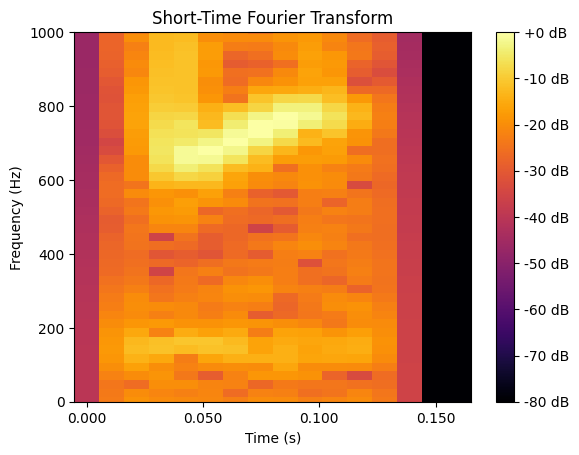 Short-Time Fourier Transform
1000
800
600
400
200
0
Frequency (Hz)
0.000
0.050
0.100
0.150
Time (s)
+0 dB
-10 dB
-20 dB
-30 dB
-40 dB
-50 dB
-60 dB
-70 dB
-80 dB